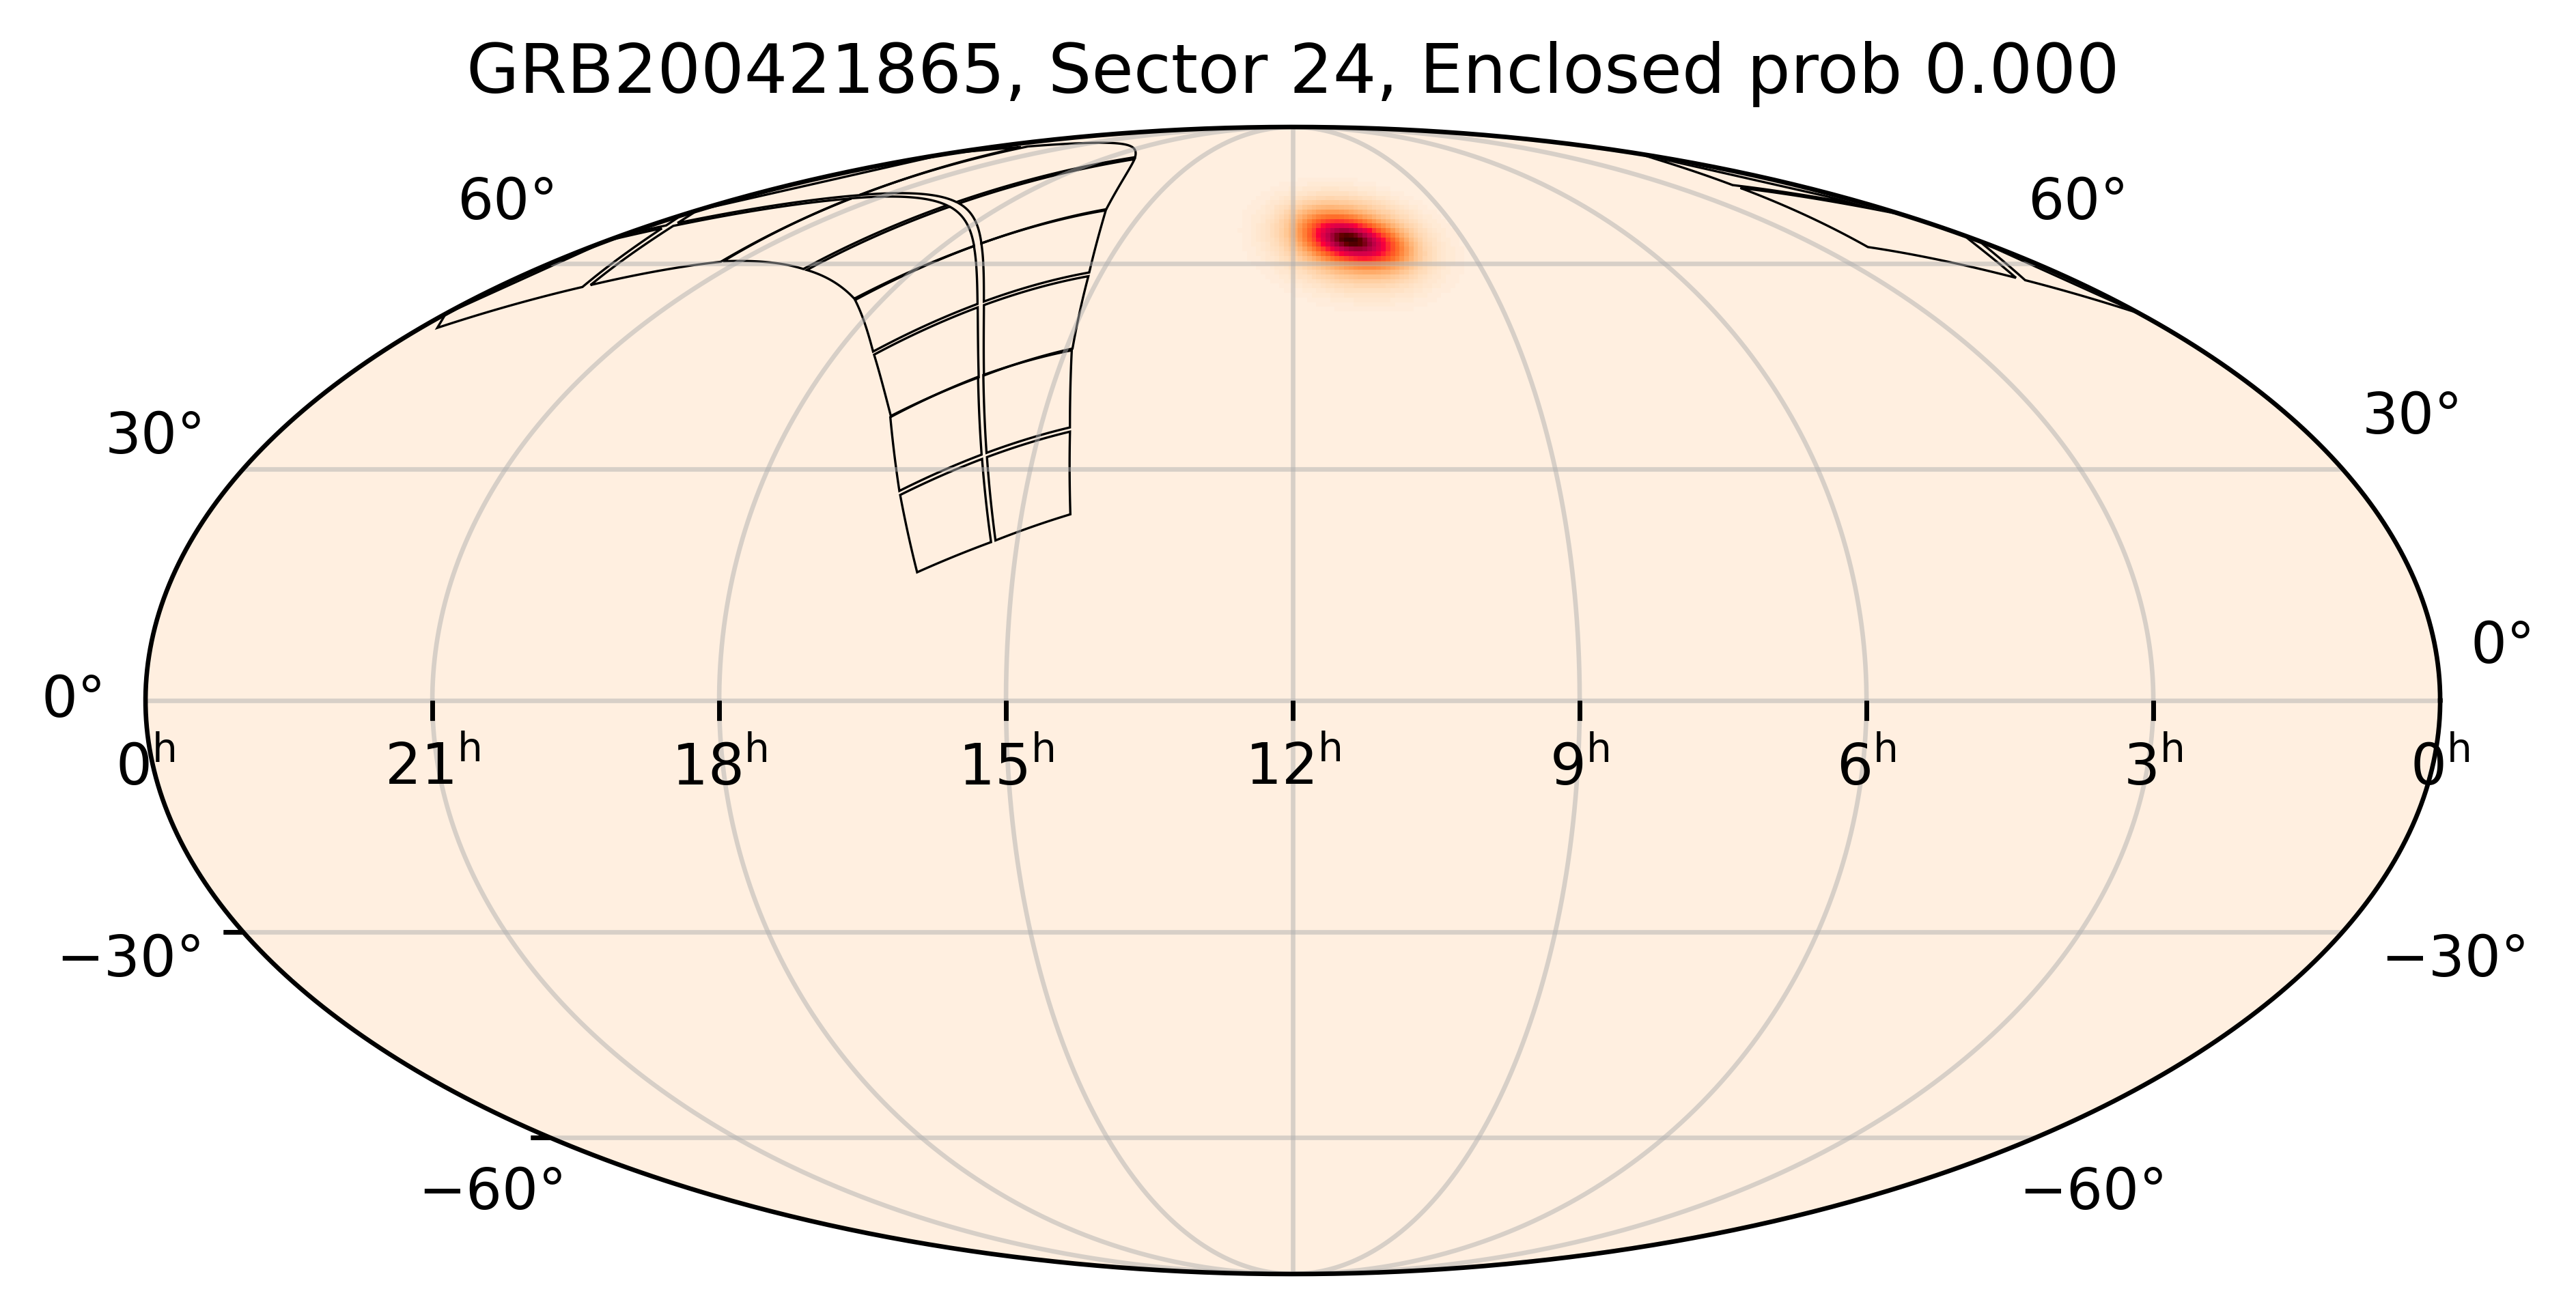 GRB200421865, Sector 24, Enclosed prob 0.000
60° 60°
30° 30°
0° 0°
0ʰ 21ʰ 18ʰ 15ʰ 12ʰ 9ʰ 6ʰ 3ʰ 0ʰ
−30° −30°
−60° −60°